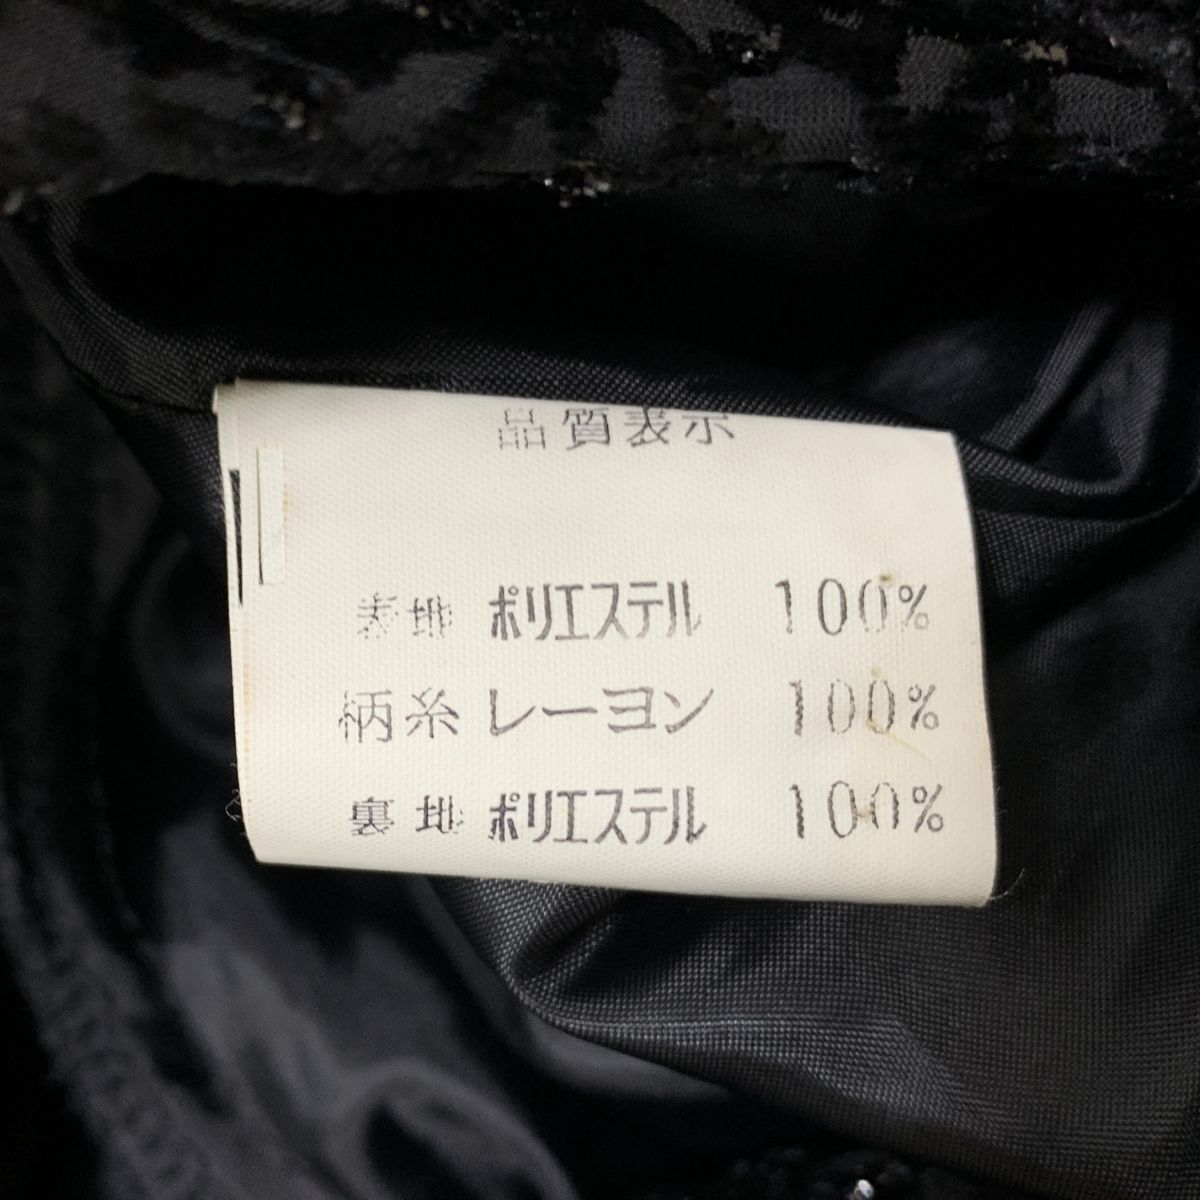 品質表示
表地 ポリエステル 100%
柄糸 レーヨン 100%
裏地 ポリエステル 100%